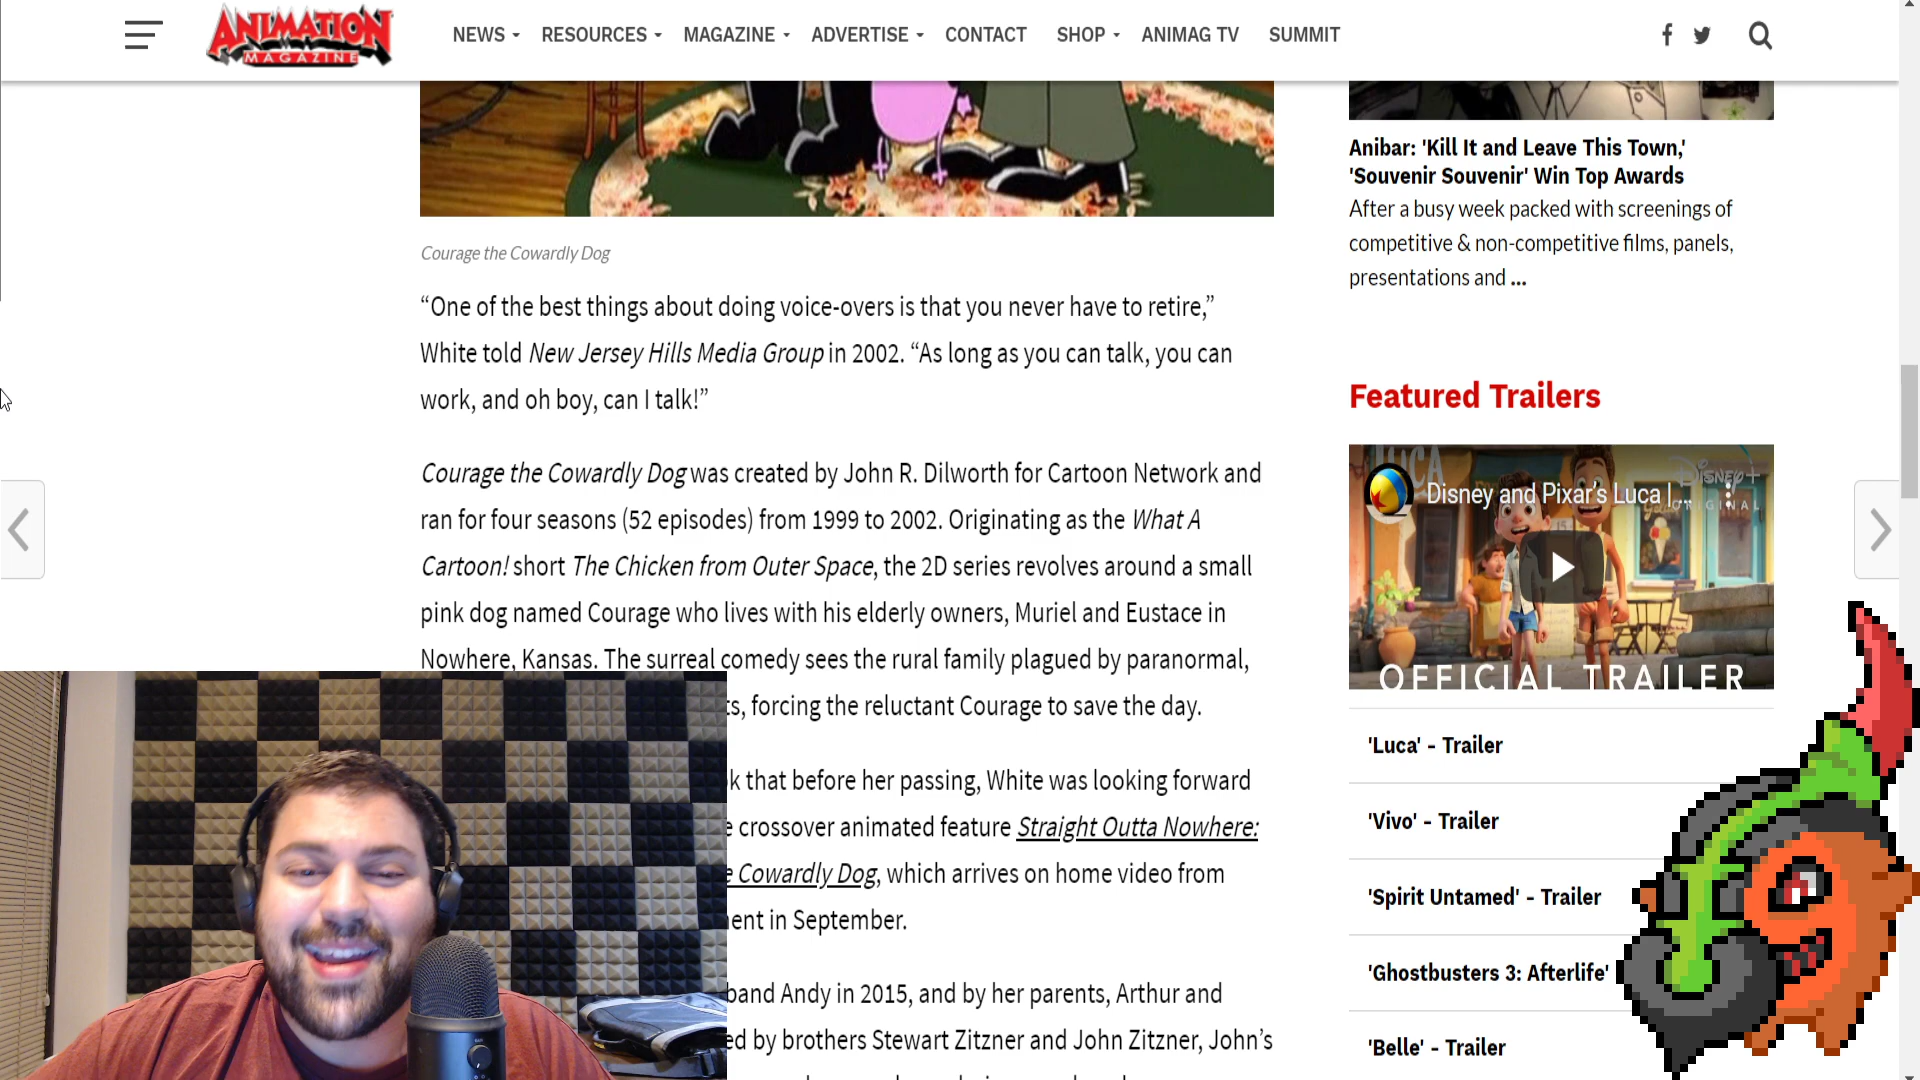 ANIMATION
MAGAZINE
NEWS RESOURCES MAGAZINE ADVERTISE CONTACT SHOP ANIMAG TV SUMMIT
Courage the Cowardly Dog
“One of the best things about doing voice-overs is that you never have to retire,”
White told New Jersey Hills Media Group in 2002. “As long as you can talk, you can
work, and oh boy, can I talk!”
Courage the Cowardly Dog was created by John R. Dilworth for Cartoon Network and
ran for four seasons (52 episodes) from 1999 to 2002. Originating as the What A
Cartoon! short The Chicken from Outer Space, the 2D series revolves around a small
pink dog named Courage who lives with his elderly owners, Muriel and Eustace in
Nowhere, Kansas. The surreal comedy sees the rural family plagued by paranormal,
, forcing the reluctant Courage to save the day.
that before her passing, White was looking forward
crossover animated feature Straight Outta Nowhere:
Cowardly Dog, which arrives on home video from
in September.
Andy in 2015, and by her parents, Arthur and
by brothers Stewart Zitzner and John Zitzner, John’s
Anibar: 'Kill It and Leave This Town,'
'Souvenir Souvenir' Win Top Awards
After a busy week packed with screenings of
competitive & non-competitive films, panels,
presentations and ...
Featured Trailers
LUCA
Disney+
ORIGINAL
Disney and Pixar's Luca |...
OFFICIAL TRAILER
'Luca' - Trailer
'Vivo' - Trailer
'Spirit Untamed' - Trailer
'Ghostbusters 3: Afterlife'
'Belle' - Trailer